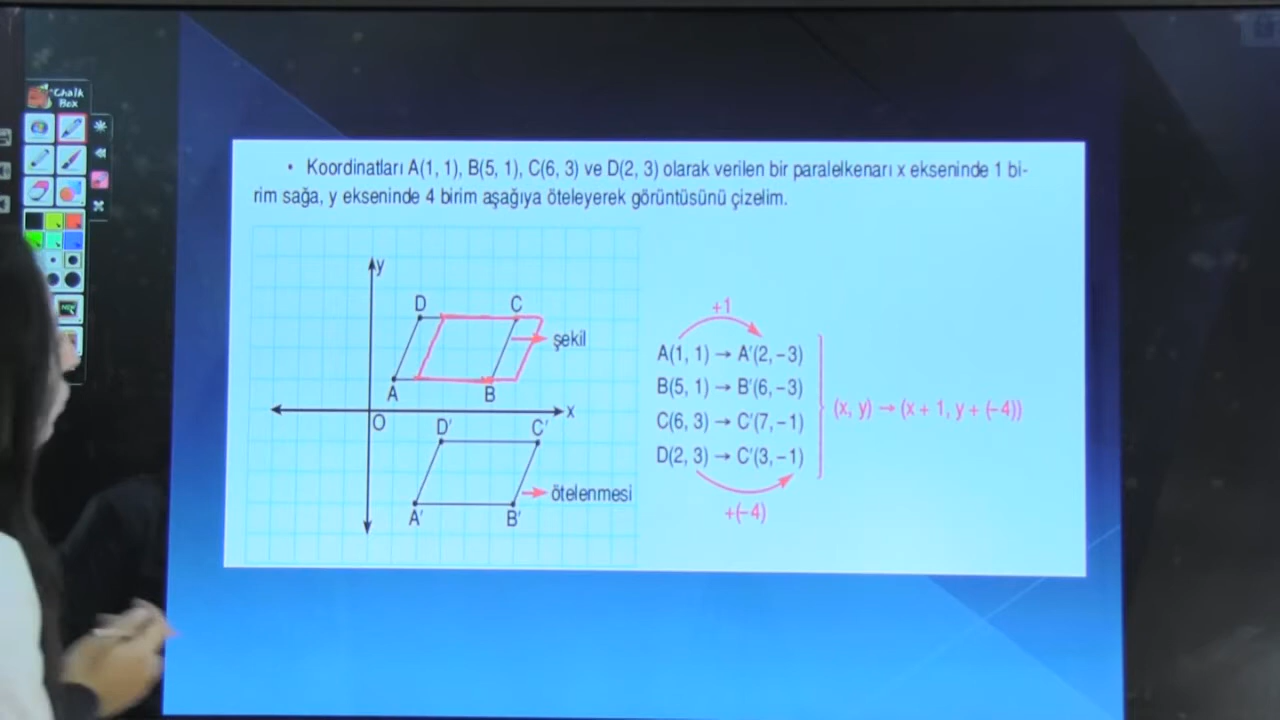 Chalk
Box
• Koordinatları A(1, 1), B(5, 1), C(6, 3) ve D(2, 3) olarak verilen bir paralelkenarı x ekseninde 1 bi-
rim sağa, y ekseninde 4 birim aşağıya öteleyerek görüntüsünü çizelim.
y
D C
şekil
A B
x
O
D' C'
ötelenmesi
A' B'
+1
A(1, 1) → A'(2, –3)
B(5, 1) → B'(6, –3)
C(6, 3) → C'(7, –1)
D(2, 3) → C'(3, –1)
+(–4)
(x, y) → (x + 1, y + (–4))